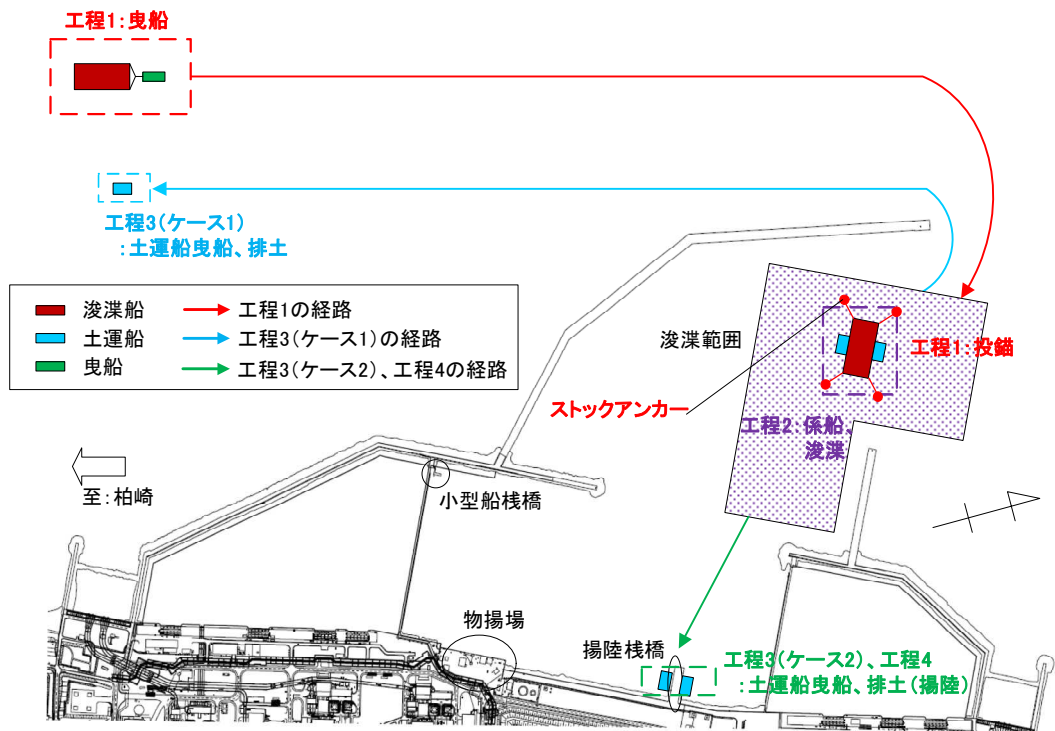 工程1:曳船
工程3(ケース1)
:土運船曳船、排土
浚渫船
工程1の経路
土運船
工程3(ケース1)の経路
曳船
工程3(ケース2)、工程4の経路
浚渫範囲
工程1:投錨
ストックアンカー
工程2:係船、
浚渫
至:柏崎
小型船桟橋
物揚場
揚陸桟橋
工程3(ケース2)、工程4
:土運船曳船、排土(揚陸)